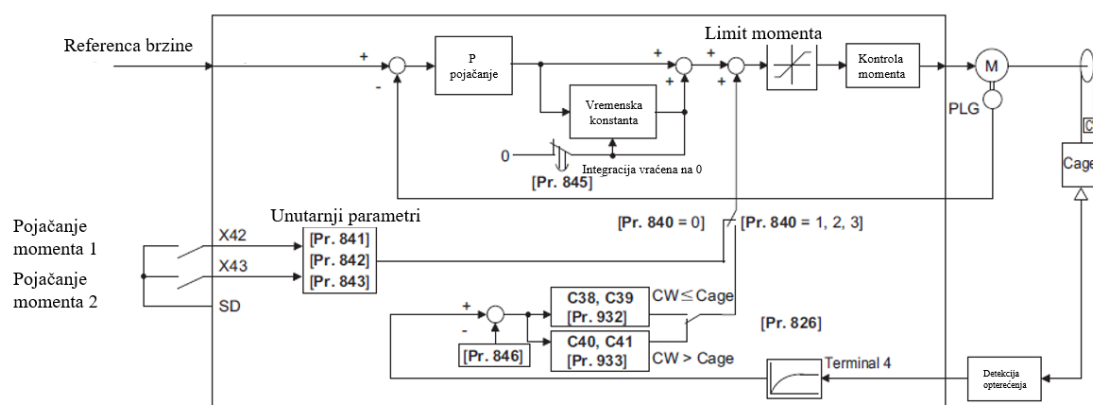 Referenca brzine
+
-
P
pojačanje
Vremenska
konstanta
0
Integracija vraćena na 0
[Pr. 845]
+
+
+
+
Limit momenta
Kontrola
momenta
M
PLG
C
Cage
Unutarnji parametri
Pojačanje
momenta 1
Pojačanje
momenta 2
X42
X43
SD
[Pr. 841]
[Pr. 842]
[Pr. 843]
[Pr. 840 = 0]
[Pr. 840 = 1, 2, 3]
+
-
[Pr. 846]
C38, C39
[Pr. 932]
CW ≤ Cage
C40, C41
[Pr. 933]
CW > Cage
[Pr. 826]
Terminal 4
Detekcija
opterećenja